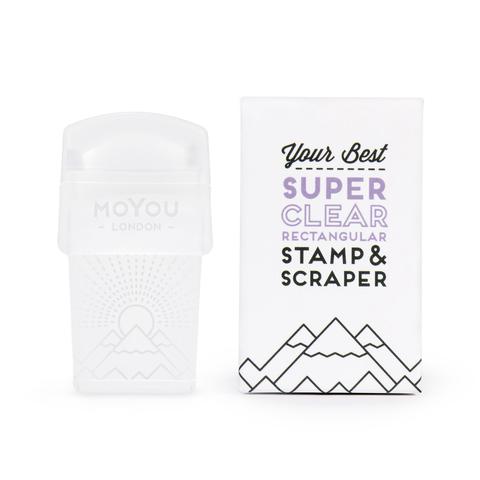 MOYOU
- LONDON -
Your Best
SUPER
CLEAR
RECTANGULAR
STAMP &
SCRAPER